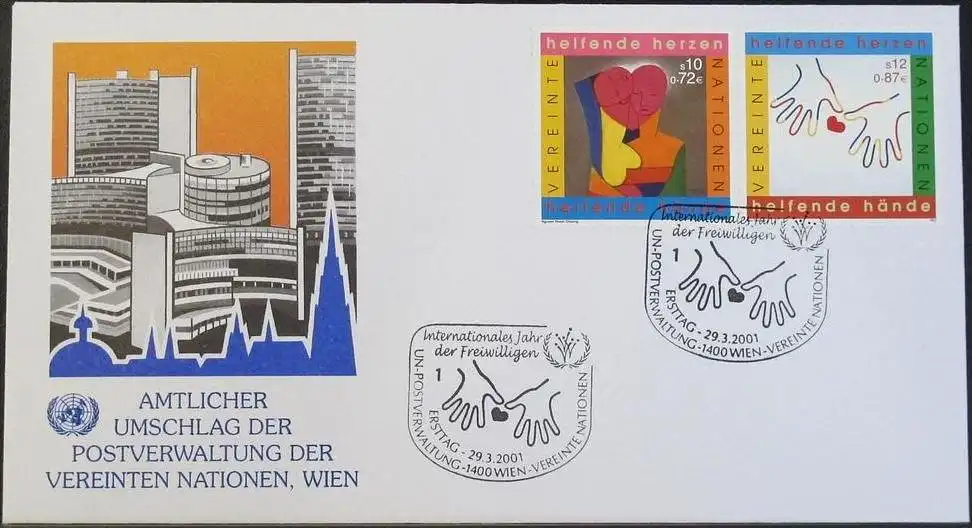 helfende herzen
VEREINTE
NATIONEN
s10
0·72€
helfende
helfende herzen
VEREINTE
NATIONEN
s12
0·87€
helfende hände
Internationales Jahr
der Freiwilligen
1
ERSTTAG - 29.3.2001
UN-POSTVERWALTUNG-1400 WIEN-VEREINTE NATIONEN
Internationales Jahr
der Freiwilligen
1
ERSTTAG - 29.3.2001
UN-POSTVERWALTUNG-1400 WIEN-VEREINTE NATIONEN
AMTLICHER
UMSCHLAG DER
POSTVERWALTUNG DER
VEREINTEN NATIONEN, WIEN